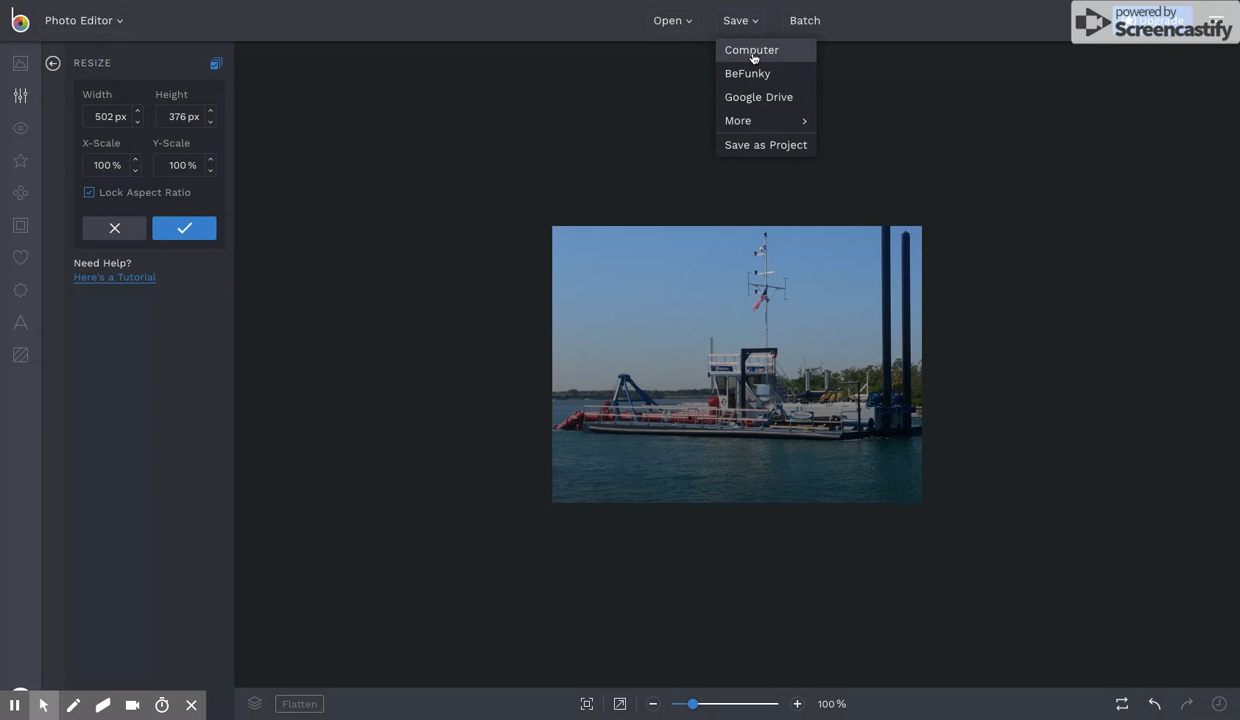 Photo Editor
Open
Save
Batch
powered by
Screencastify
RESIZE
Width
Height
502 px
376 px
X-Scale
Y-Scale
100 %
100 %
Lock Aspect Ratio
Need Help?
Here's a Tutorial
Computer
BeFunky
Google Drive
More
Save as Project
Flatten
100 %